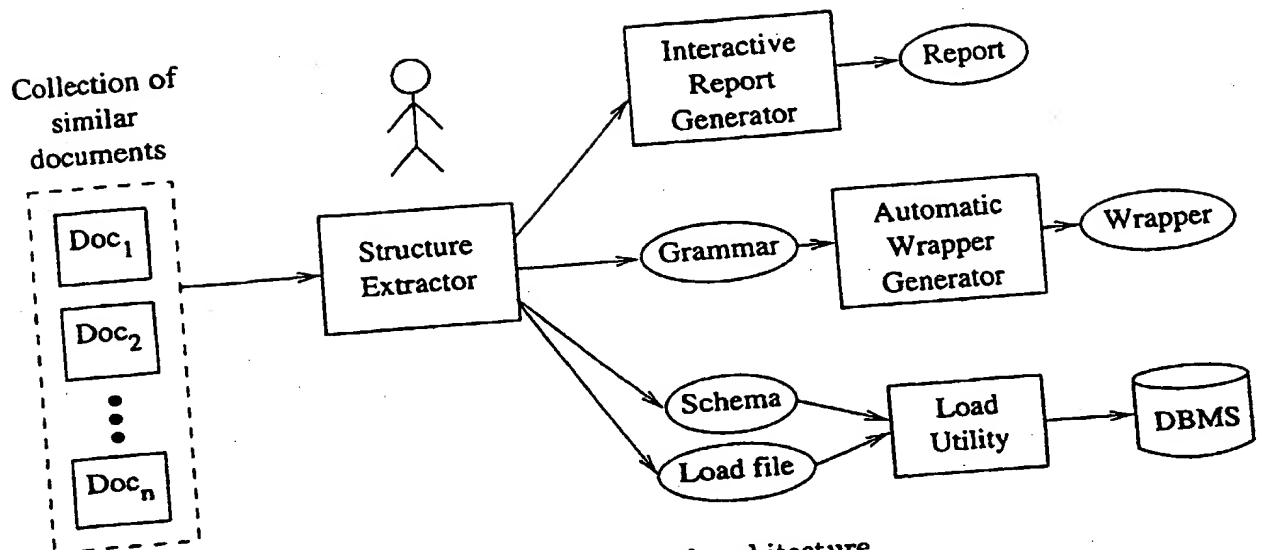 Collection of
similar
documents
Doc1
Doc2
Docn
Structure
Extractor
Interactive
Report
Generator
Report
Grammar
Automatic
Wrapper
Generator
Wrapper
Schema
Load file
Load
Utility
DBMS